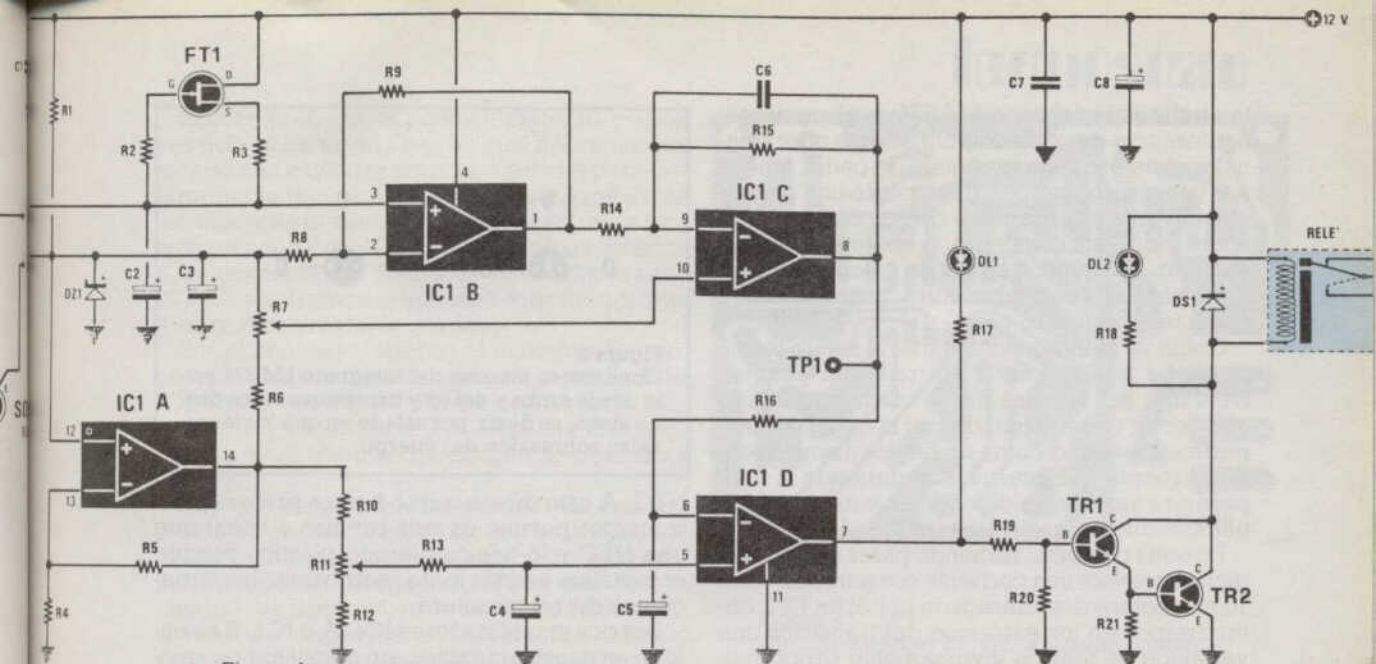 12 V
FT1
G
D
S
R1
R2
R3
R9
C6
C7
C8
R15
4
3
2
1
IC1 B
R14
IC1 C
9
10
8
R8
DZ1
C2
C3
R7
DL1
R17
DL2
R18
DS1
RELE'
TP1
R6
R16
IC1 A
12
13
14
R5
R4
R10
R11
R12
R13
C4
C5
IC1 D
6
5
7
11
R19
R20
TR1
B
C
E
R21
TR2
B
C
E